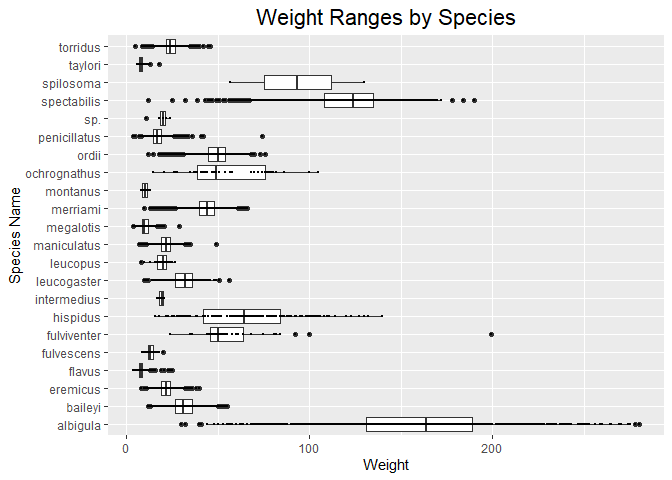 Weight Ranges by Species
torridus
taylori
spilosoma
spectabilis
sp.
penicillatus
ordii
ochrognathus
montanus
merriami
megalotis
maniculatus
leucopus
leucogaster
intermedius
hispidus
fulviventer
fulvescens
flavus
eremicus
baileyi
albigula
Species Name
0 100 200
Weight